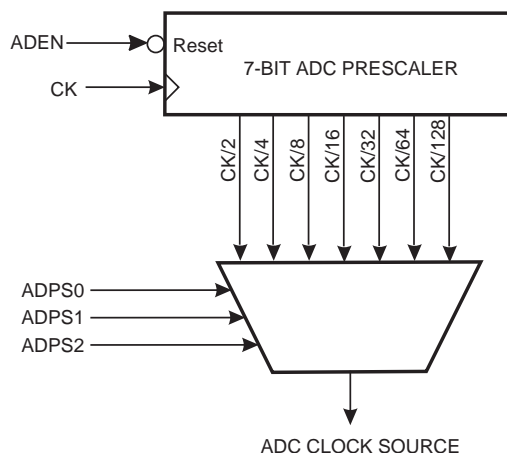 ADEN
Reset
7-BIT ADC PRESCALER
CK
CK/2
CK/4
CK/8
CK/16
CK/32
CK/64
CK/128
ADPS0
ADPS1
ADPS2
ADC CLOCK SOURCE